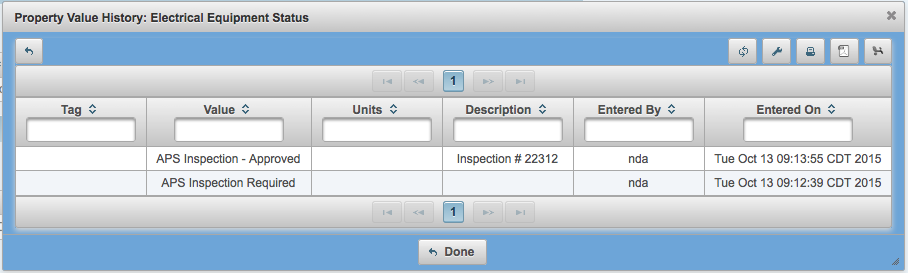 Property Value History: Electrical Equipment Status
1
Tag Value Units Description Entered By Entered On
APS Inspection - Approved Inspection # 22312 nda Tue Oct 13 09:13:55 CDT 2015
APS Inspection Required nda Tue Oct 13 09:12:39 CDT 2015
1
Done